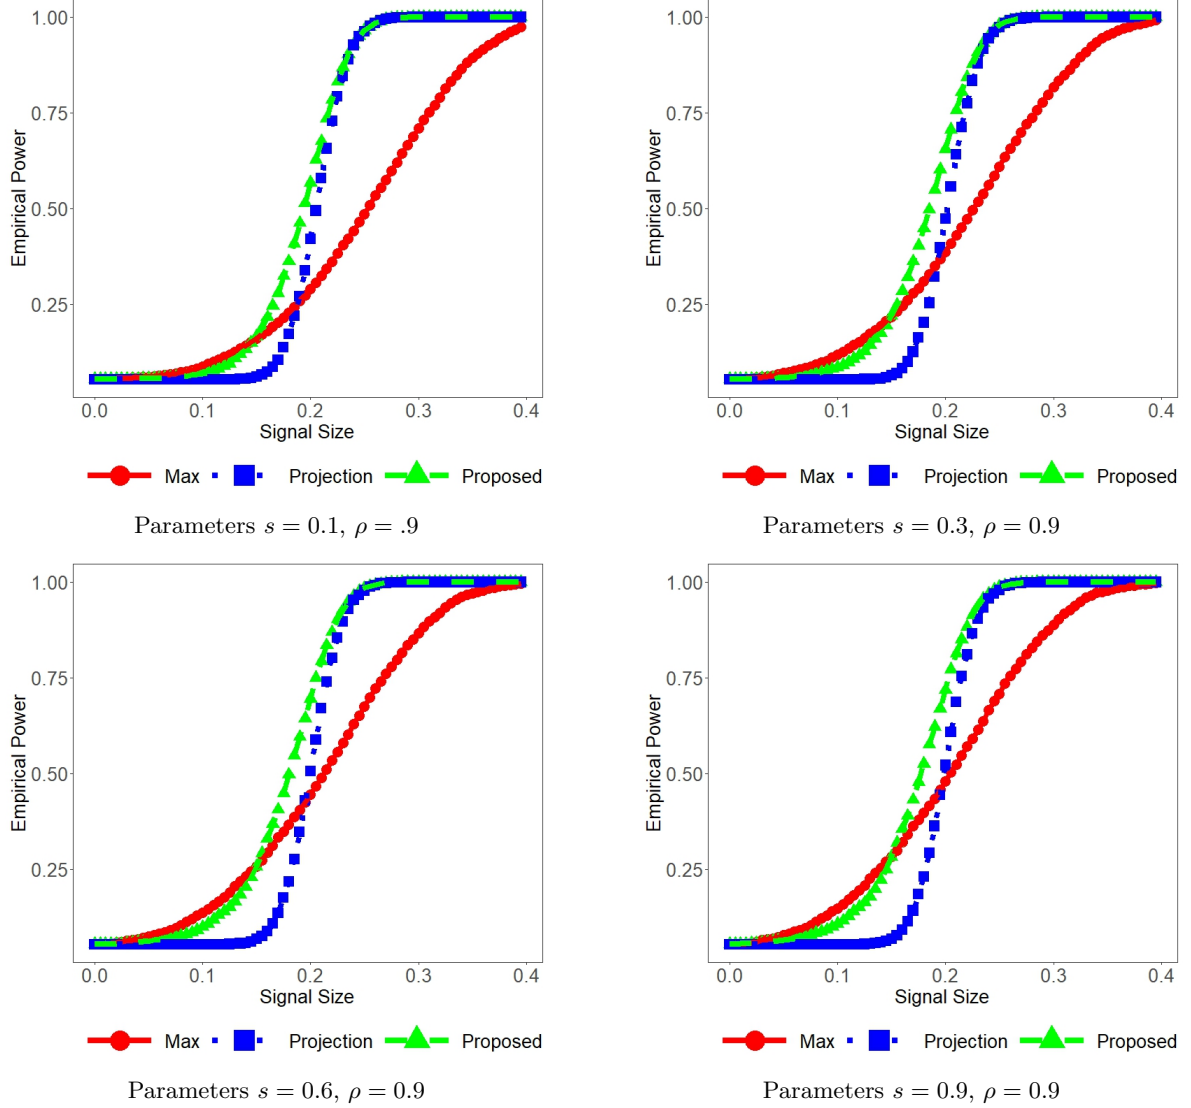 1.00
0.75
0.50
0.25
Empirical Power
0.0 0.1 0.2 0.3 0.4
Signal Size
Max Projection Proposed
Parameters s = 0.1, ρ = .9
1.00
0.75
0.50
0.25
Empirical Power
0.0 0.1 0.2 0.3 0.4
Signal Size
Max Projection Proposed
Parameters s = 0.3, ρ = 0.9
1.00
0.75
0.50
0.25
Empirical Power
0.0 0.1 0.2 0.3 0.4
Signal Size
Max Projection Proposed
Parameters s = 0.6, ρ = 0.9
1.00
0.75
0.50
0.25
Empirical Power
0.0 0.1 0.2 0.3 0.4
Signal Size
Max Projection Proposed
Parameters s = 0.9, ρ = 0.9